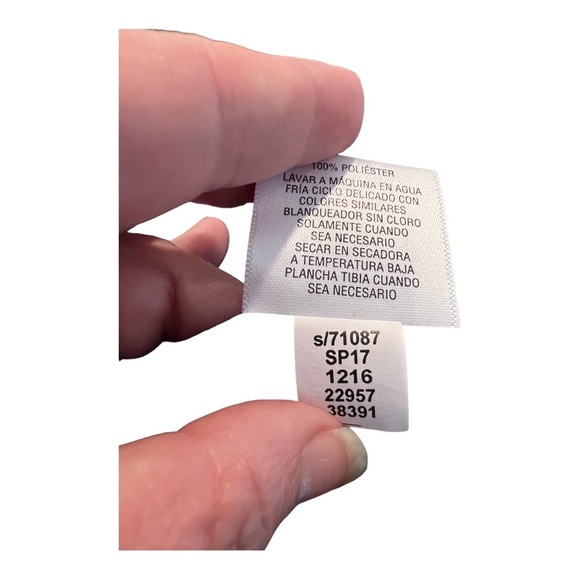 100% POLIÉSTER
LAVAR A MÁQUINA EN AGUA
FRÍA CICLO DELICADO CON
COLORES SIMILARES
BLANQUEADOR SIN CLORO
SOLAMENTE CUANDO
SEA NECESARIO
SECAR EN SECADORA
A TEMPERATURA BAJA
PLANCHA TIBIA CUANDO
SEA NECESARIO
s/71087
SP17
1216
22957
38391